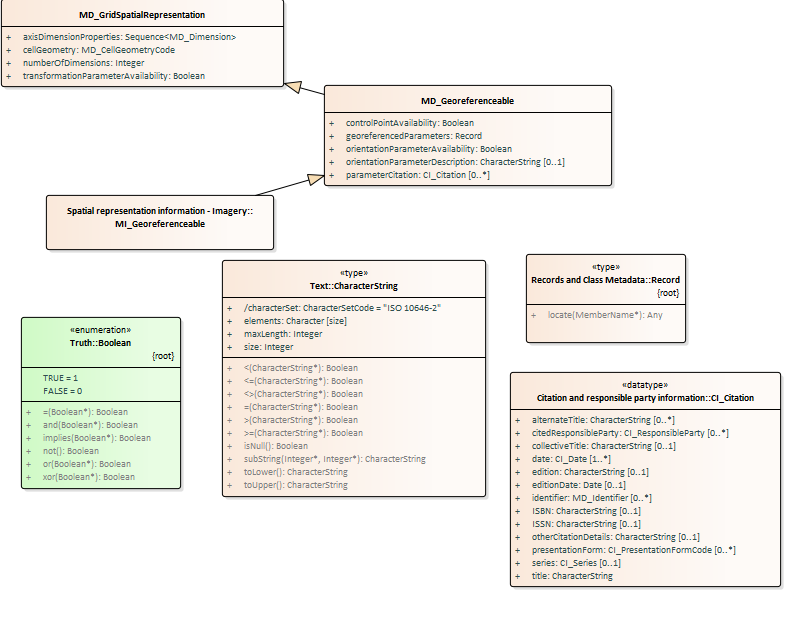 MD_GridSpatialRepresentation
+ axisDimensionProperties: Sequence<MD_Dimension>
+ cellGeometry: MD_CellGeometryCode
+ numberOfDimensions: Integer
+ transformationParameterAvailability: Boolean
MD_Georeferenceable
+ controlPointAvailability: Boolean
+ georeferencedParameters: Record
+ orientationParameterAvailability: Boolean
+ orientationParameterDescription: CharacterString [0..1]
+ parameterCitation: CI_Citation [0..*]
Spatial representation information - Imagery::
MI_Georeferenceable
«type»
Text::CharacterString
+ /characterSet: CharacterSetCode = "ISO 10646-2"
+ elements: Character [size]
+ maxLength: Integer
+ size: Integer
+ <(CharacterString*): Boolean
+ <=(CharacterString*): Boolean
+ <>(CharacterString*): Boolean
+ =(CharacterString*): Boolean
+ >(CharacterString*): Boolean
+ >=(CharacterString*): Boolean
+ isNull(): Boolean
+ subString(Integer*, Integer*): CharacterString
+ toLower(): CharacterString
+ toUpper(): CharacterString
«type»
Records and Class Metadata::Record
{root}
+ locate(MemberName*): Any
«enumeration»
Truth::Boolean
{root}
TRUE = 1
FALSE = 0
+ =(Boolean*): Boolean
+ and(Boolean*): Boolean
+ implies(Boolean*): Boolean
+ not(): Boolean
+ or(Boolean*): Boolean
+ xor(Boolean*): Boolean
«datatype»
Citation and responsible party information::CI_Citation
+ alternateTitle: CharacterString [0..*]
+ citedResponsibleParty: CI_ResponsibleParty [0..*]
+ collectiveTitle: CharacterString [0..1]
+ date: CI_Date [1..*]
+ edition: CharacterString [0..1]
+ editionDate: Date [0..1]
+ identifier: MD_Identifier [0..*]
+ ISBN: CharacterString [0..1]
+ ISSN: CharacterString [0..1]
+ otherCitationDetails: CharacterString [0..1]
+ presentationForm: CI_PresentationFormCode [0..*]
+ series: CI_Series [0..1]
+ title: CharacterString